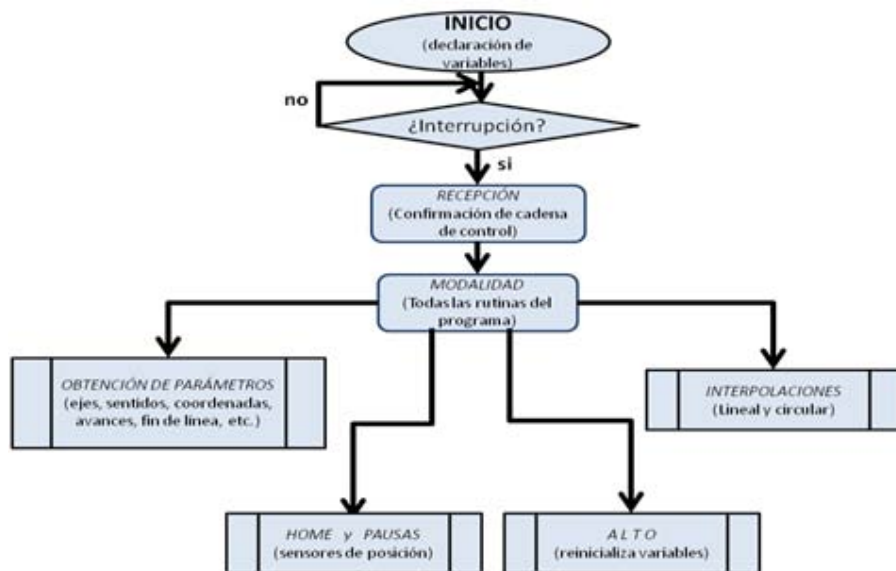 INICIO
(declaración de
variables)
no
¿Interrupción?
si
RECEPCIÓN
(Confirmación de cadena
de control)
MODALIDAD
(Todas las rutinas del
programa)
OBTENCIÓN DE PARÁMETROS
(ejes, sentidos, coordenadas,
avances, fin de línea, etc.)
INTERPOLACIONES
(Lineal y circular)
HOME y PAUSAS
(sensores de posición)
A L T O
(reinicializa variables)